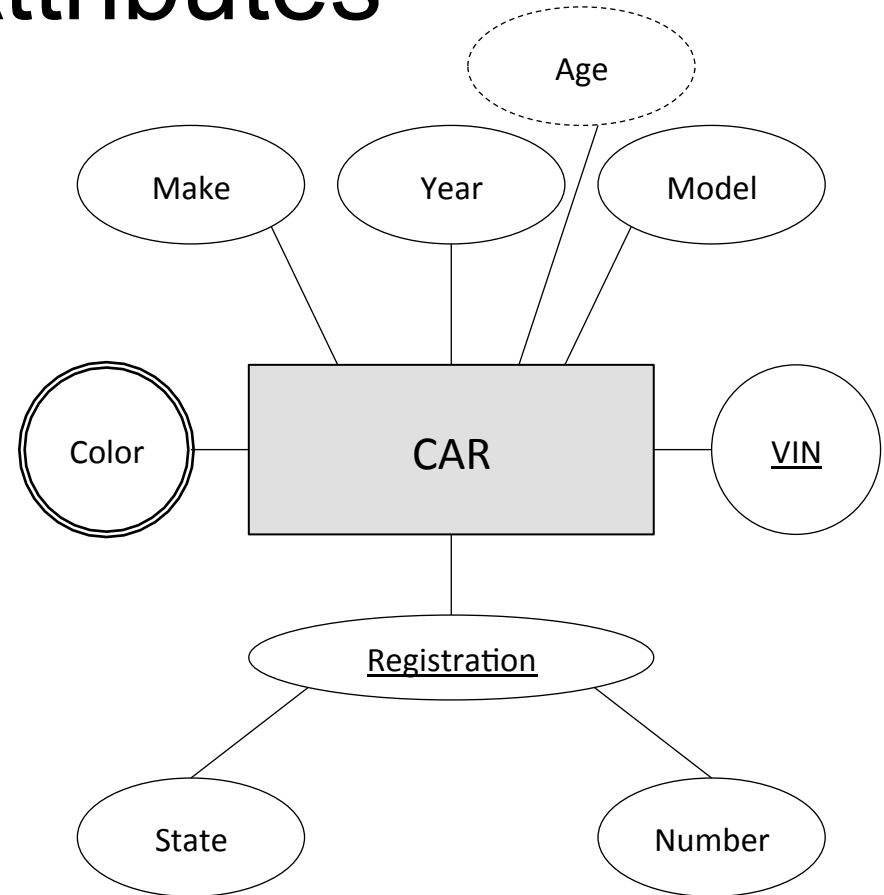 Attributes
Age
Make
Year
Model
Color
CAR
VIN
Registration
State
Number